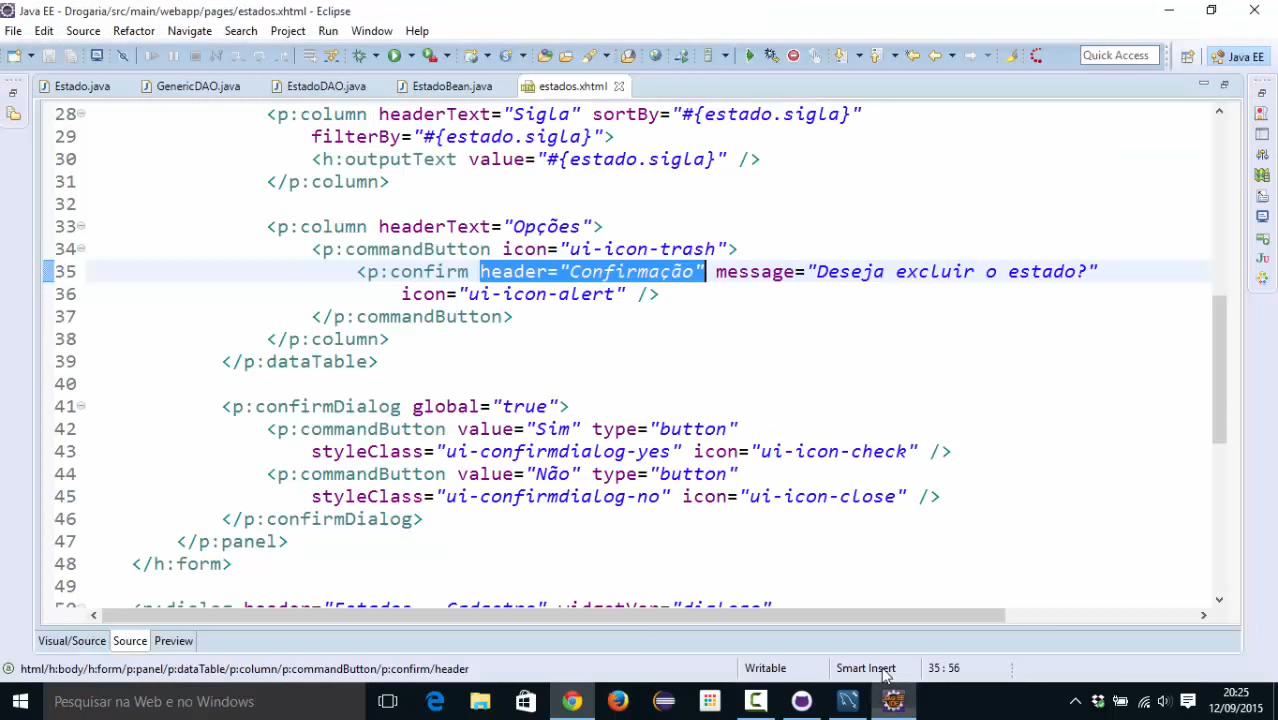 Java EE - Drogaria/src/main/webapp/pages/estados.xhtml - Eclipse
File Edit Source Refactor Navigate Search Project Run Window Help
Quick Access Java EE
Estado.java GenericDAO.java EstadoDAO.java EstadoBean.java estados.xhtml
28 <p:column headerText="Sigla" sortBy="#{estado.sigla}"
29 filterBy="#{estado.sigla}">
30 <h:outputText value="#{estado.sigla}" />
31 </p:column>
32
33 <p:column headerText="Opções">
34 <p:commandButton icon="ui-icon-trash">
35 <p:confirm header="Confirmação" message="Deseja excluir o estado?"
36 icon="ui-icon-alert" />
37 </p:commandButton>
38 </p:column>
39 </p:dataTable>
40
41 <p:confirmDialog global="true">
42 <p:commandButton value="Sim" type="button"
43 styleClass="ui-confirmdialog-yes" icon="ui-icon-check" />
44 <p:commandButton value="Não" type="button"
45 styleClass="ui-confirmdialog-no" icon="ui-icon-close" />
46 </p:confirmDialog>
47 </p:panel>
48 </h:form>
49
50 <p:dialog header="Estados - Cadastro" widgetVar="dialogo"
Visual/Source Source Preview
html/h:body/h:form/p:panel/p:dataTable/p:column/p:commandButton/p:confirm/header Writable Smart Insert 35 : 56
Pesquisar na Web e no Windows
20:25
12/09/2015